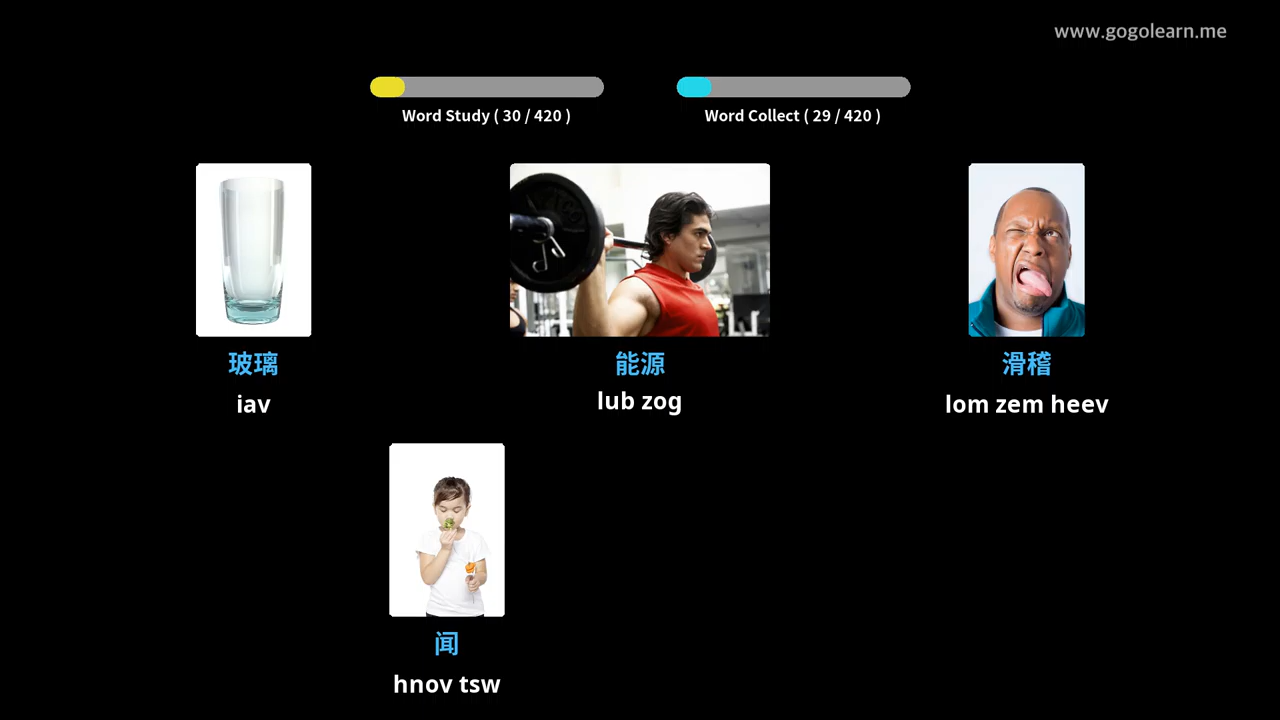 www.gogolearn.me
Word Study ( 30 / 420 )
Word Collect ( 29 / 420 )
玻璃
能源
滑稽
iav
lub zog
lom zem heev
闻
hnov tsw